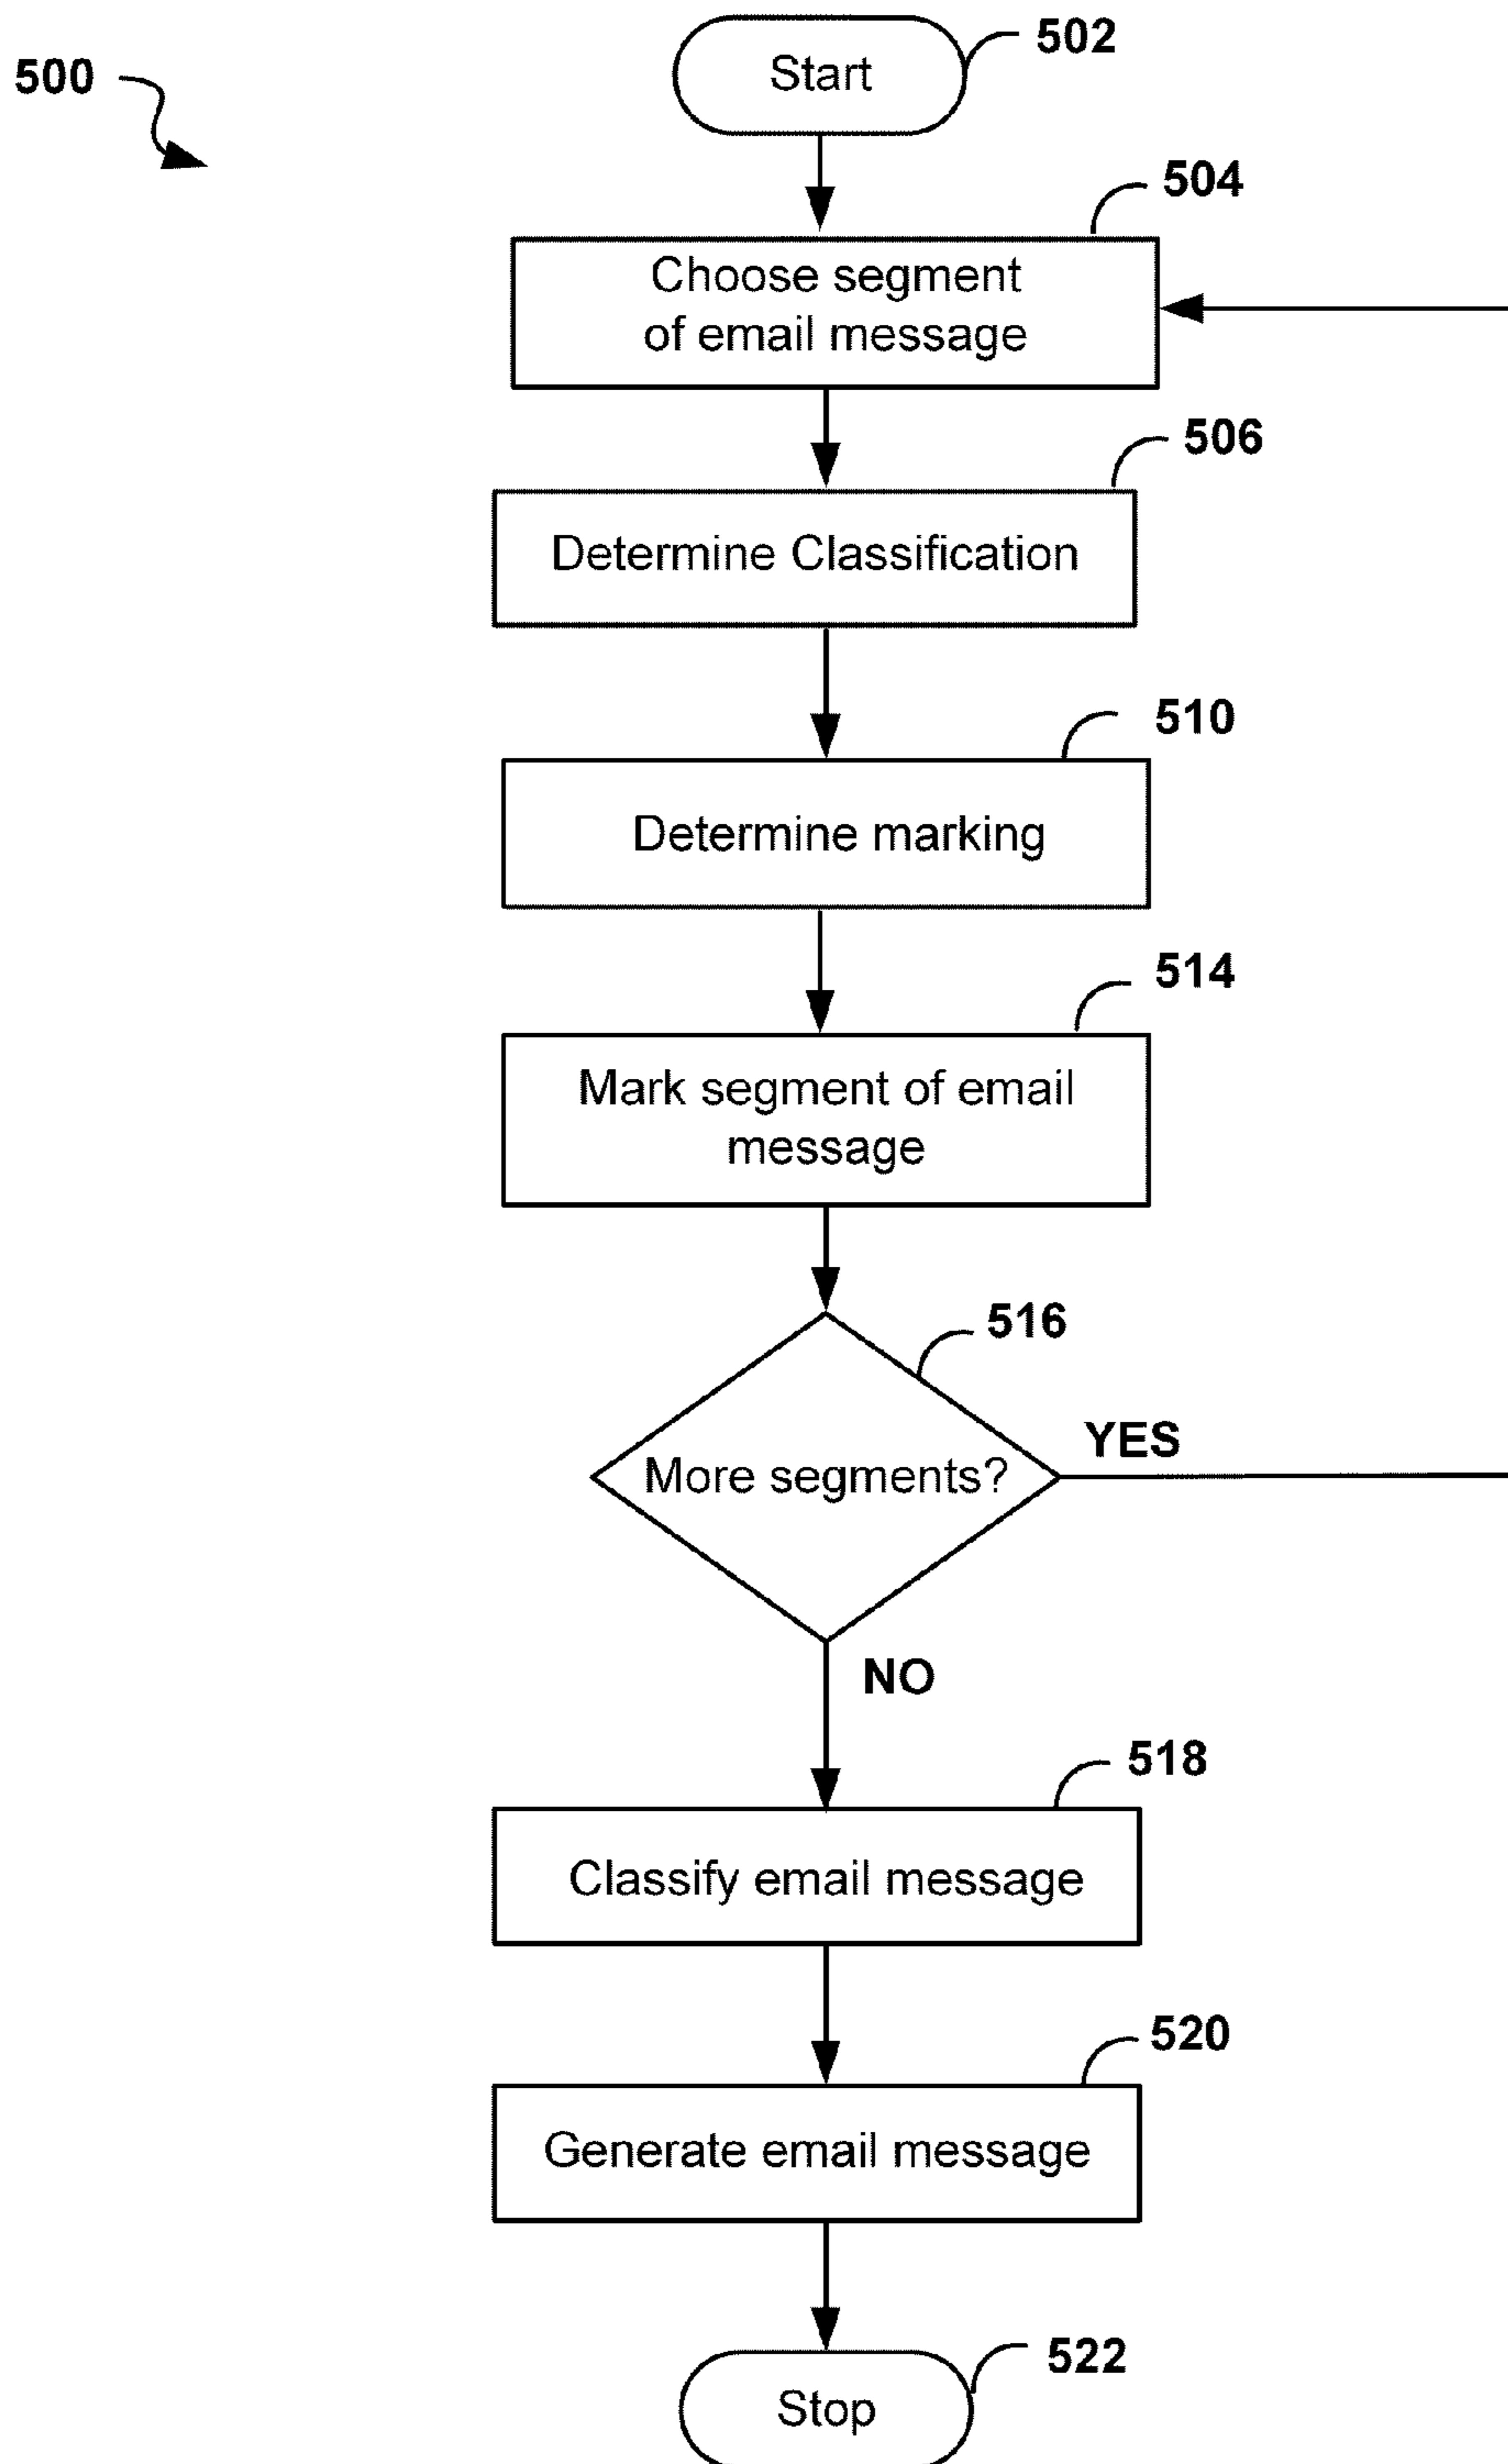 500
Start
502
504
Choose segment
of email message
506
Determine Classification
510
Determine marking
514
Mark segment of email
message
516
More segments?
YES
NO
518
Classify email message
520
Generate email message
522
Stop